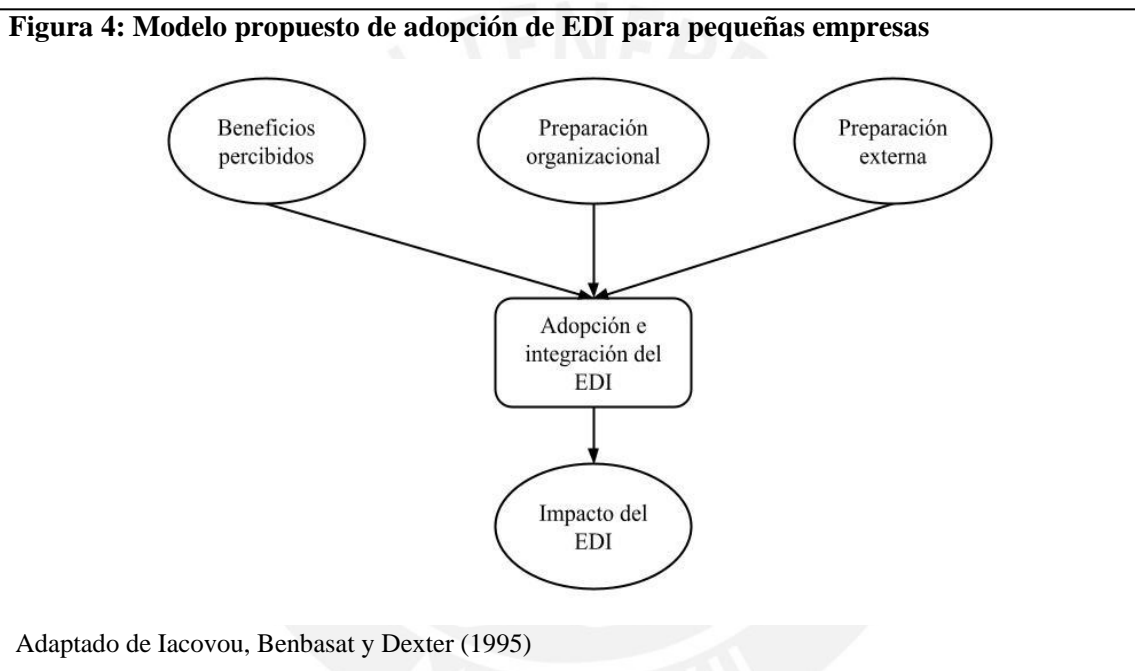 Figura 4: Modelo propuesto de adopción de EDI para pequeñas empresas
Beneficios
percibidos
Preparación
organizacional
Preparación
externa
Adopción e
integración del
EDI
Impacto del
EDI
Adaptado de Iacovou, Benbasat y Dexter (1995)